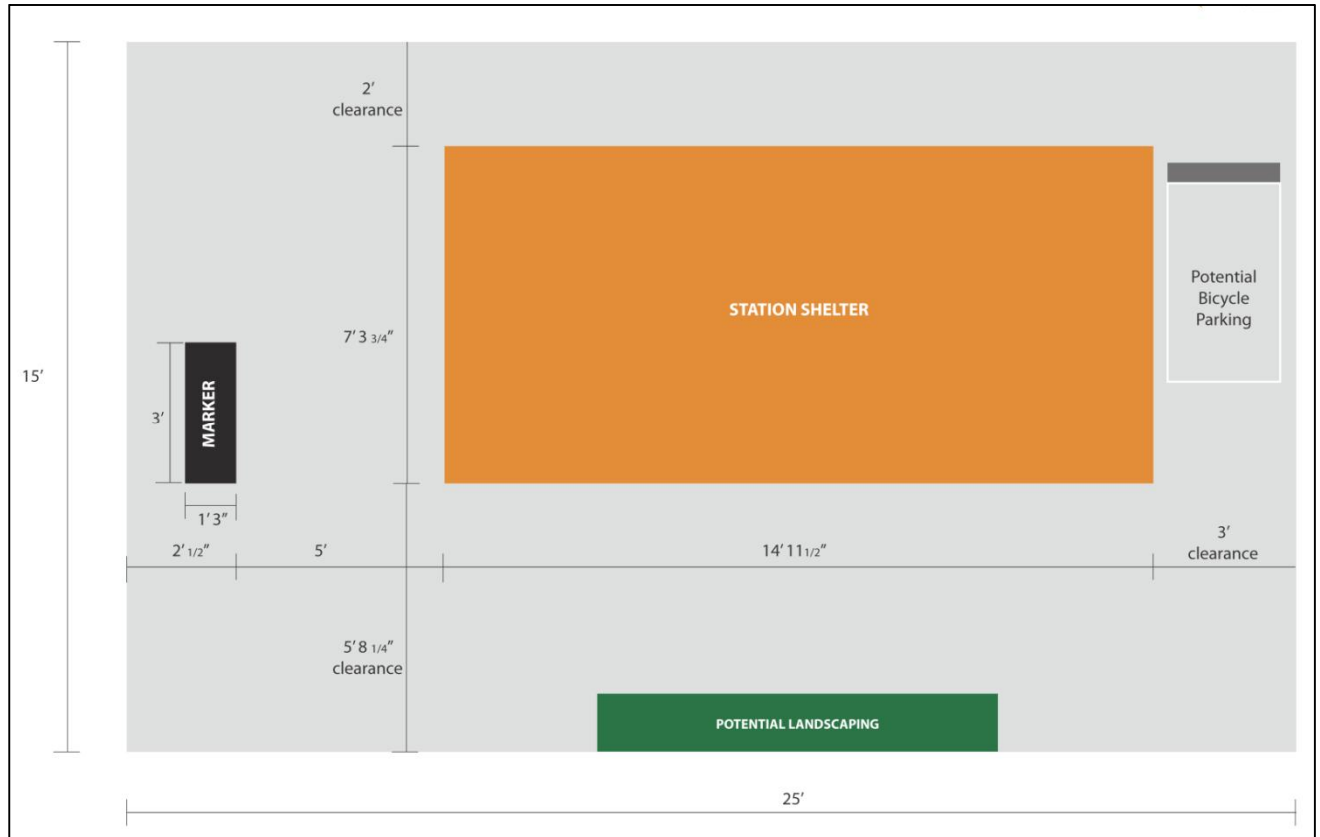 2'
clearance
STATION SHELTER
Potential
Bicycle
Parking
7' 3 3/4"
15'
3'
MARKER
1' 3"
2' 1/2"
5'
14' 11 1/2"
3'
clearance
5' 8 1/4"
clearance
POTENTIAL LANDSCAPING
25'